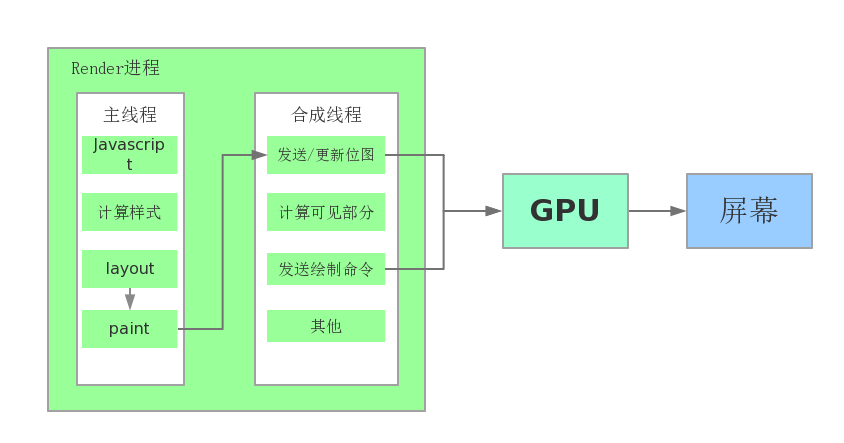 Render进程
主线程
Javascrip
t
计算样式
layout
paint
合成线程
发送/更新位图
计算可见部分
发送绘制命令
其他
GPU
屏幕